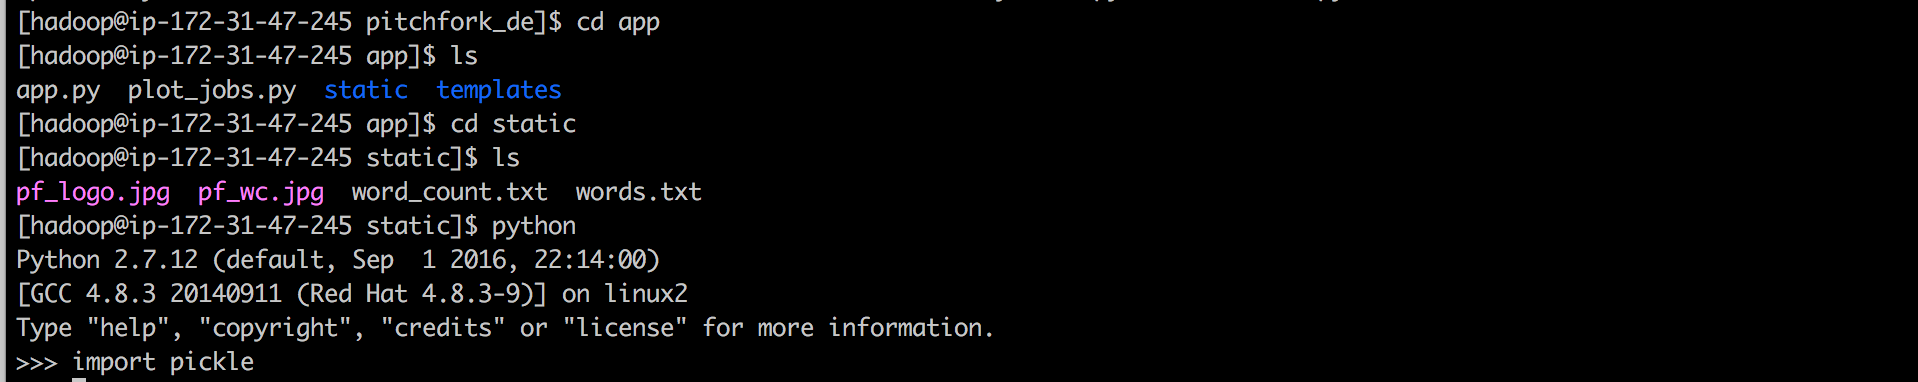 [hadoop@ip-172-31-47-245 pitchfork_de]$ cd app
[hadoop@ip-172-31-47-245 app]$ ls
app.py  plot_jobs.py  static  templates
[hadoop@ip-172-31-47-245 app]$ cd static
[hadoop@ip-172-31-47-245 static]$ ls
pf_logo.jpg  pf_wc.jpg  word_count.txt  words.txt
[hadoop@ip-172-31-47-245 static]$ python
Python 2.7.12 (default, Sep  1 2016, 22:14:00)
[GCC 4.8.3 20140911 (Red Hat 4.8.3-9)] on linux2
Type "help", "copyright", "credits" or "license" for more information.
>>> import pickle